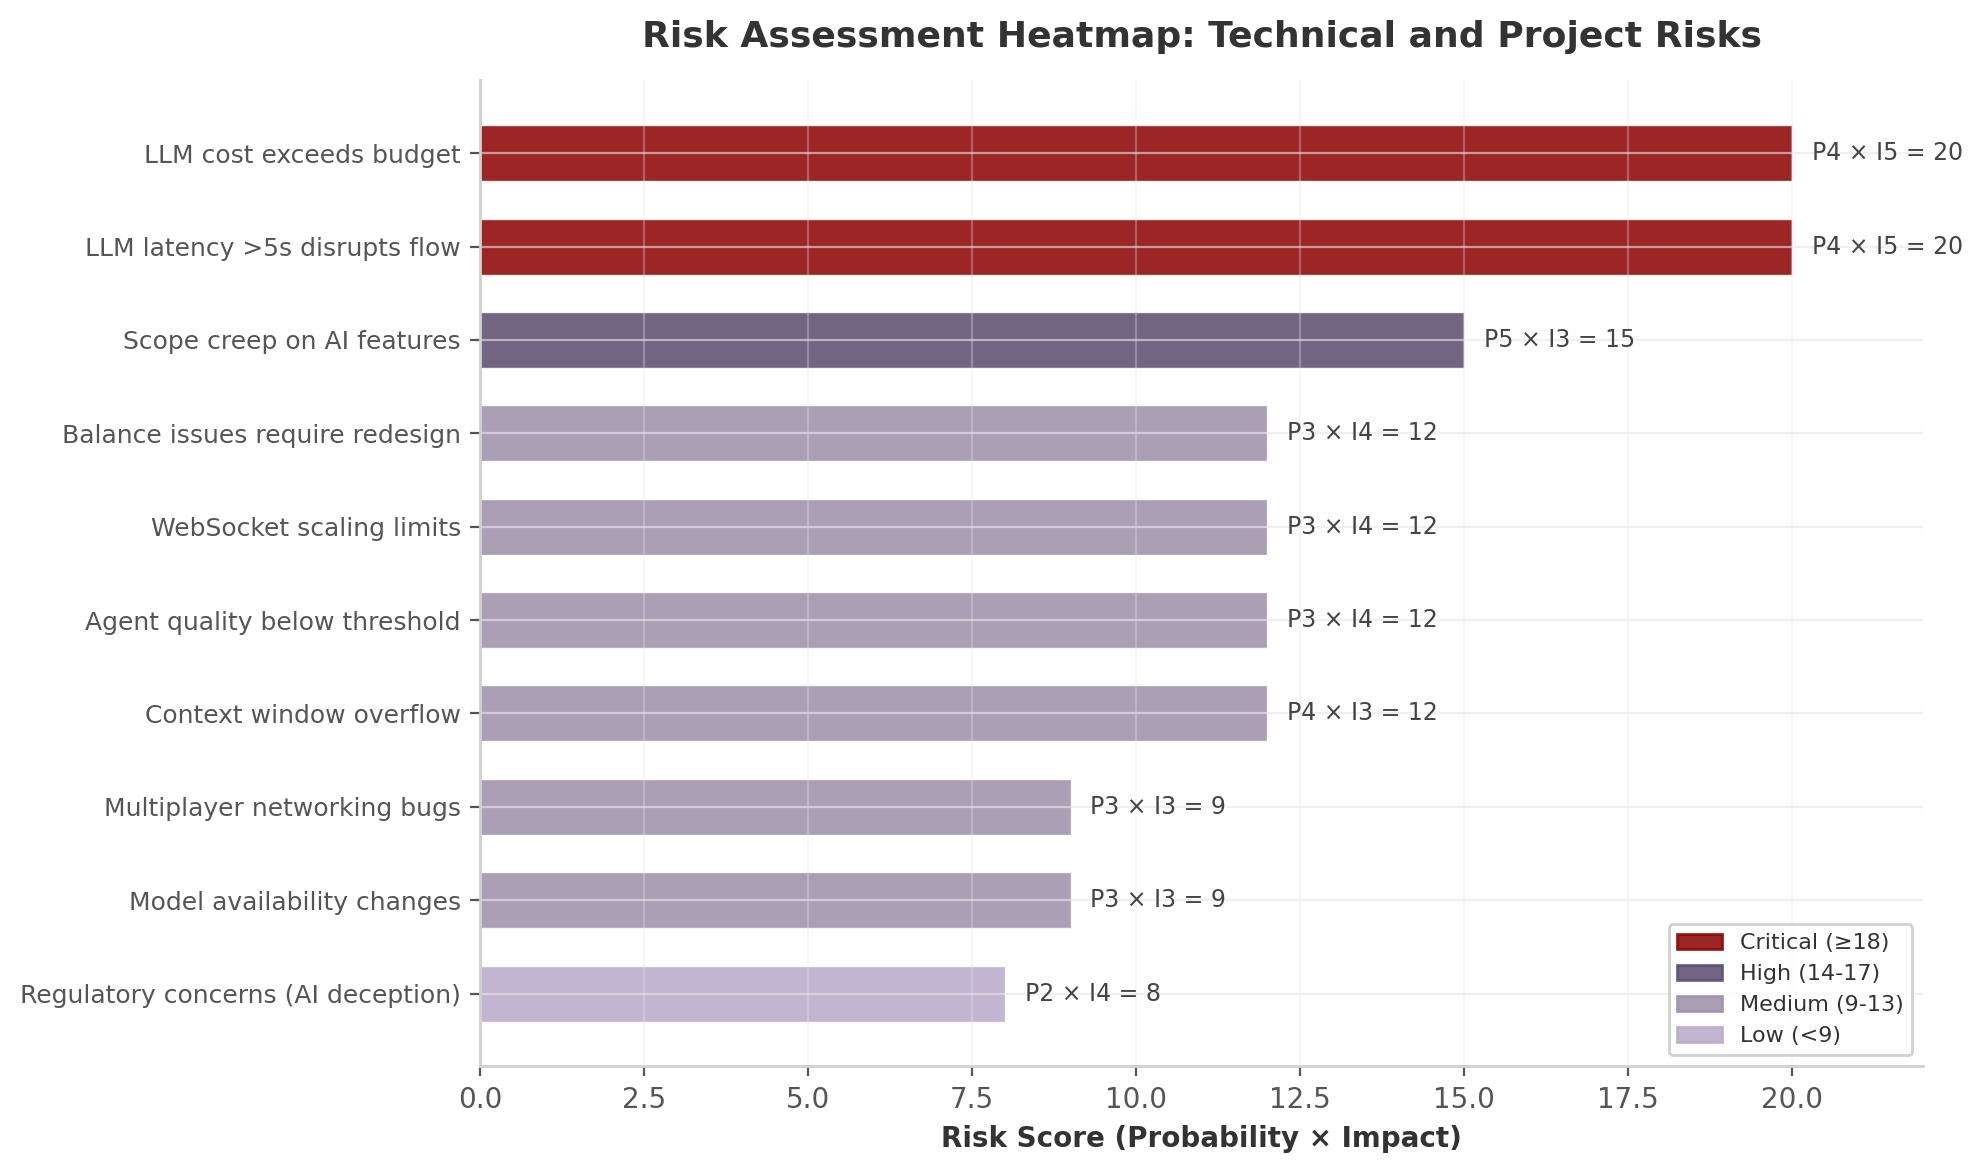 Risk Assessment Heatmap: Technical and Project Risks
LLM cost exceeds budget
P4 × I5 = 20
LLM latency >5s disrupts flow
P4 × I5 = 20
Scope creep on AI features
P5 × I3 = 15
Balance issues require redesign
P3 × I4 = 12
WebSocket scaling limits
P3 × I4 = 12
Agent quality below threshold
P3 × I4 = 12
Context window overflow
P4 × I3 = 12
Multiplayer networking bugs
P3 × I3 = 9
Model availability changes
P3 × I3 = 9
Regulatory concerns (AI deception)
P2 × I4 = 8
Critical (≥18)
High (14-17)
Medium (9-13)
Low (<9)
0.0 2.5 5.0 7.5 10.0 12.5 15.0 17.5 20.0
Risk Score (Probability × Impact)